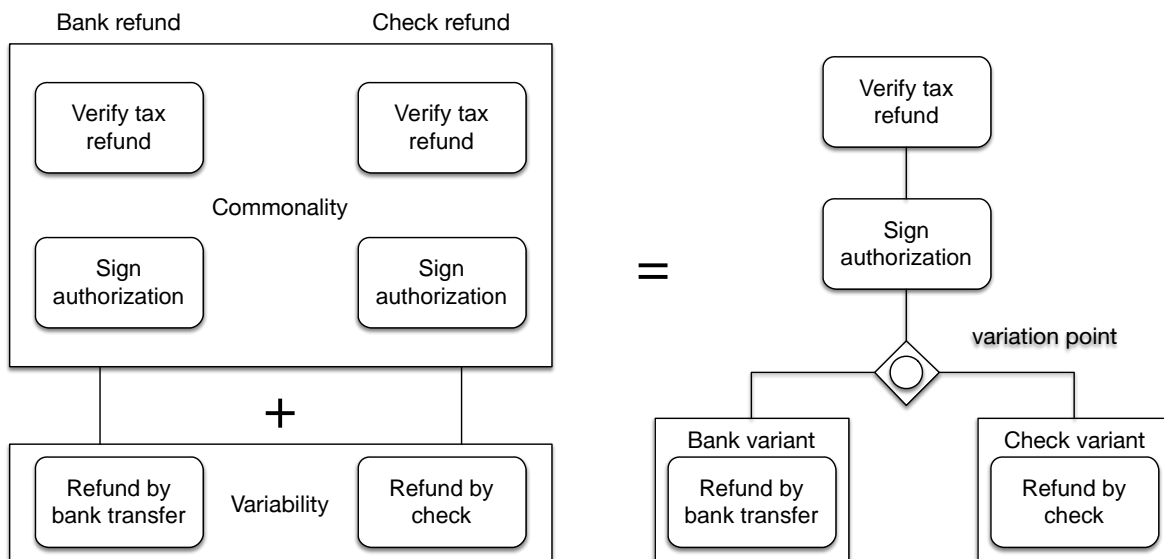 Bank refund
Check refund
Verify tax
refund
Verify tax
refund
Commonality
Sign
authorization
Sign
authorization
+
Refund by
bank transfer
Variability
Refund by
check
=
Verify tax
refund
Sign
authorization
variation point
Bank variant
Refund by
bank transfer
Check variant
Refund by
check